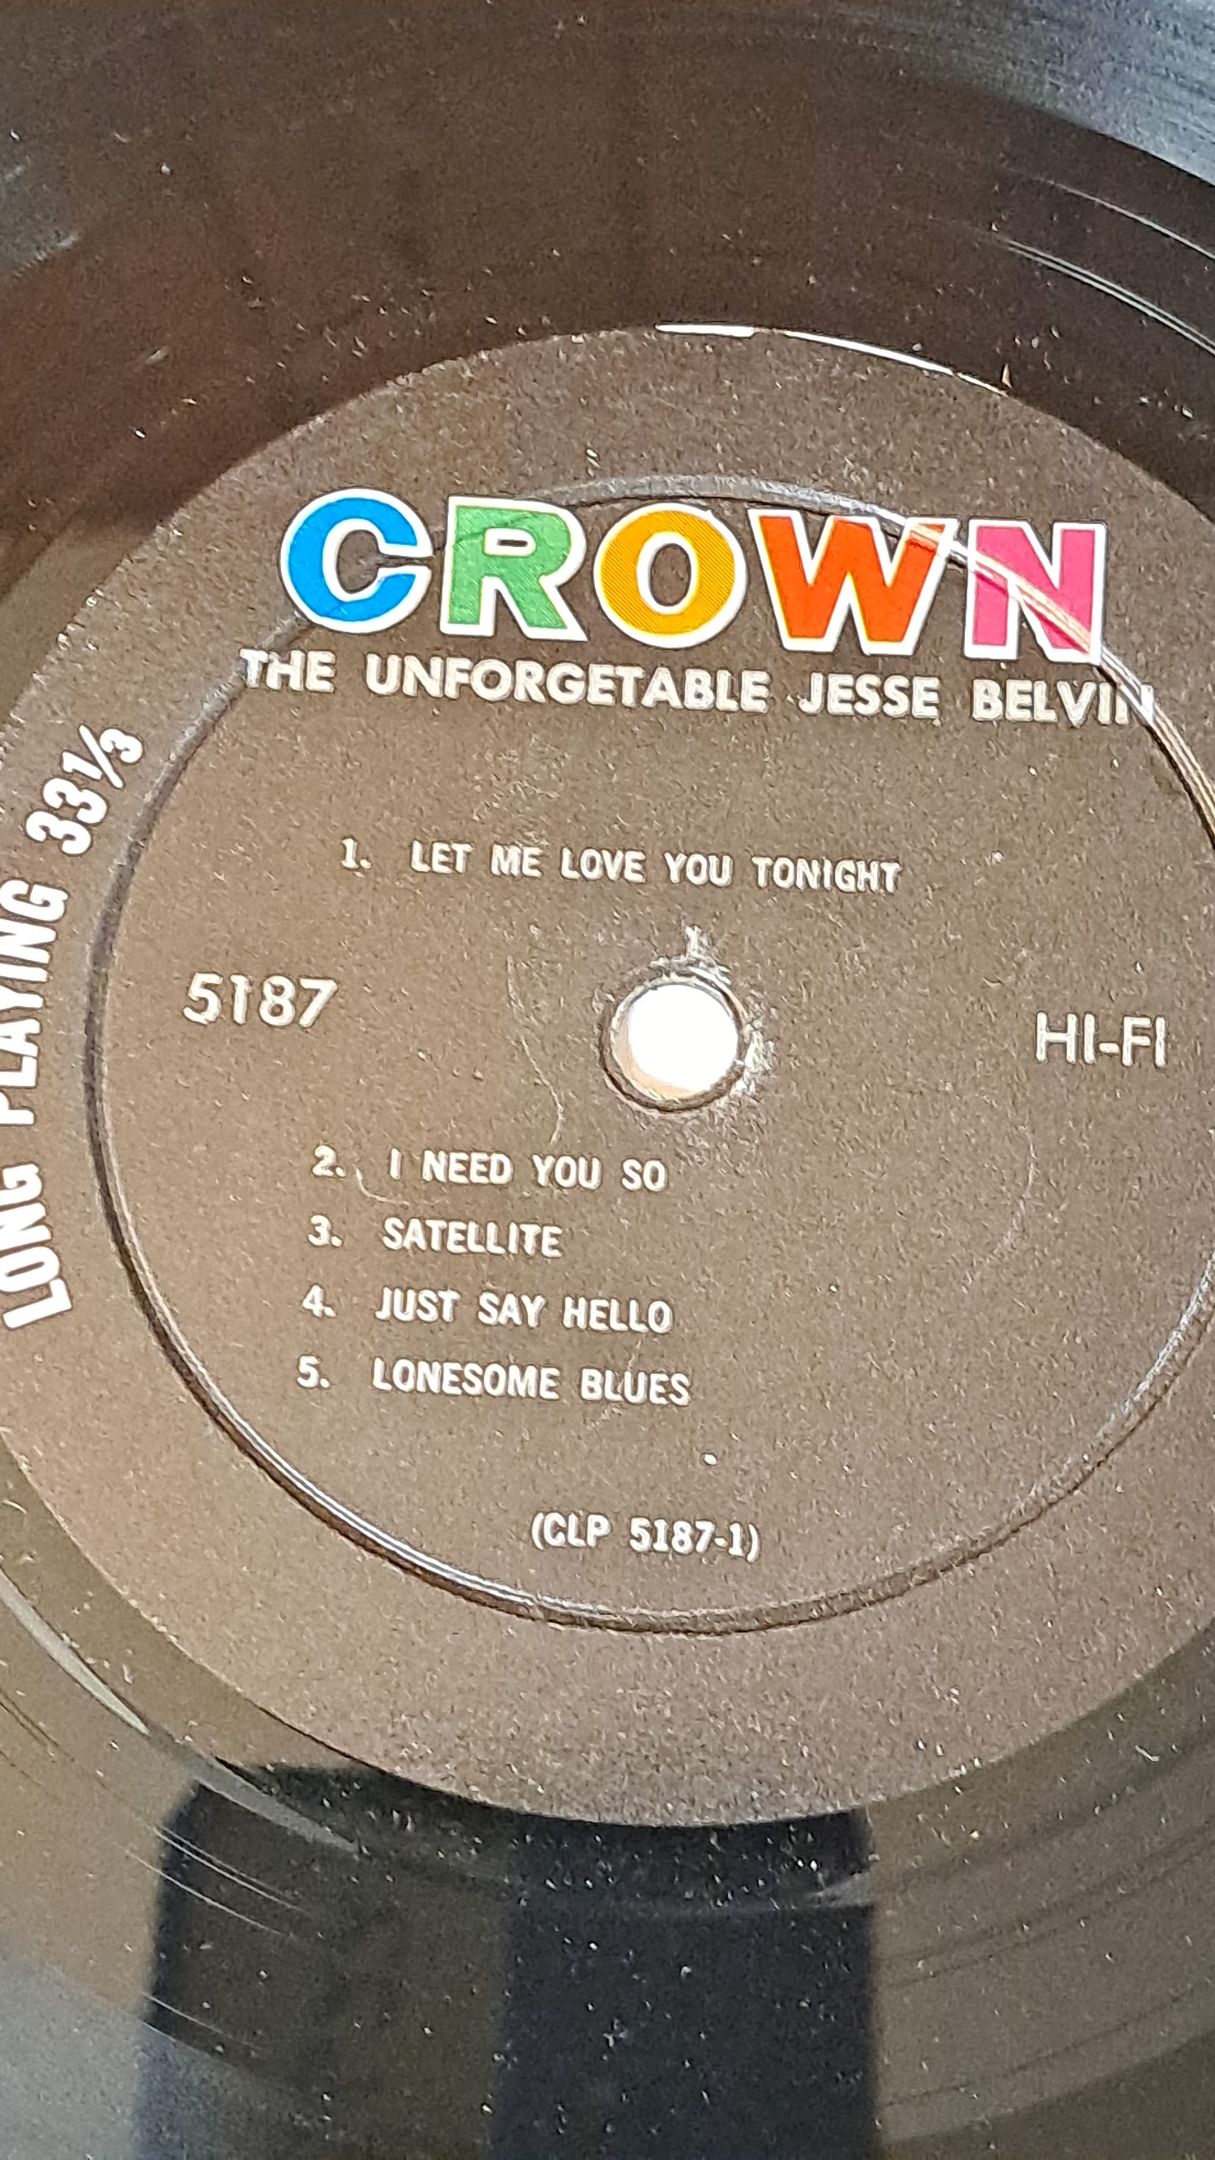 CROWN
THE UNFORGETABLE JESSE BELVIN
LONG PLAYING 33⅓
1. LET ME LOVE YOU TONIGHT
5187
HI-FI
2. I NEED YOU SO
3. SATELLITE
4. JUST SAY HELLO
5. LONESOME BLUES
(CLP 5187-1)